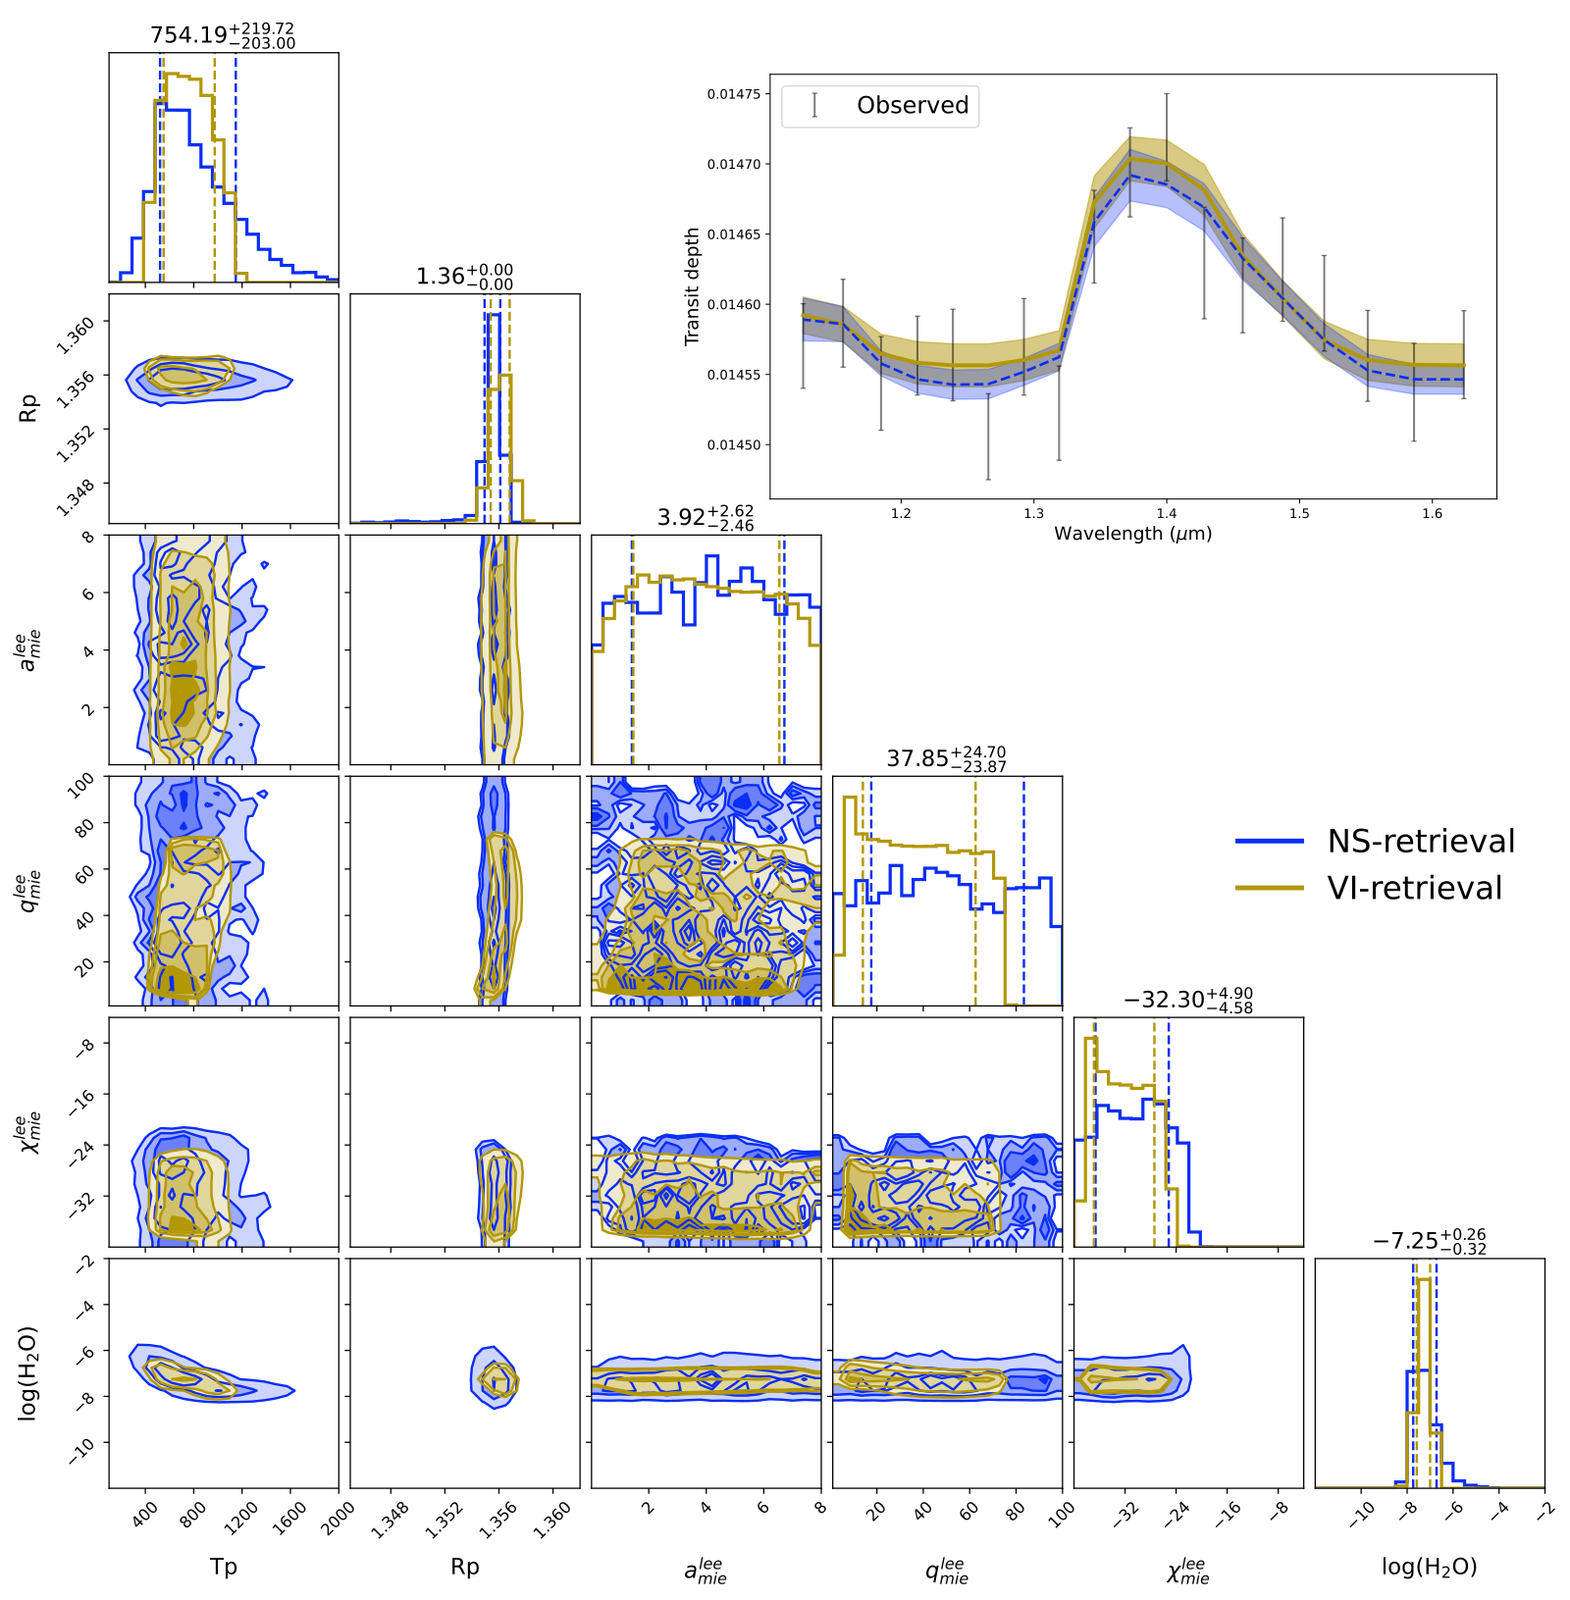 754.19+219.72−203.00
0.01475
Observed
0.01470
0.01465
0.01460
0.01455
0.01450
Transit depth
1.2 1.3 1.4 1.5 1.6
Wavelength (μm)
1.36+0.00−0.00
1.360
1.356
1.352
1.348
Rp
3.92+2.62−2.46
8
6
4
2
a lee mie
37.85+24.70−23.87
100
80
60
40
20
q lee mie
NS-retrieval
VI-retrieval
−32.30+4.90−4.58
−8
−16
−24
−32
χ lee mie
−7.25+0.26−0.32
−2
−4
−6
−8
−10
log(H2O)
400 800 1200 1600 2000 1.348 1.352 1.356 1.360 2 4 6 8 20 40 60 80 100 −32 −24 −16 −8 −10 −8 −6 −4 −2
Tp Rp a lee mie q lee mie χ lee mie log(H2O)